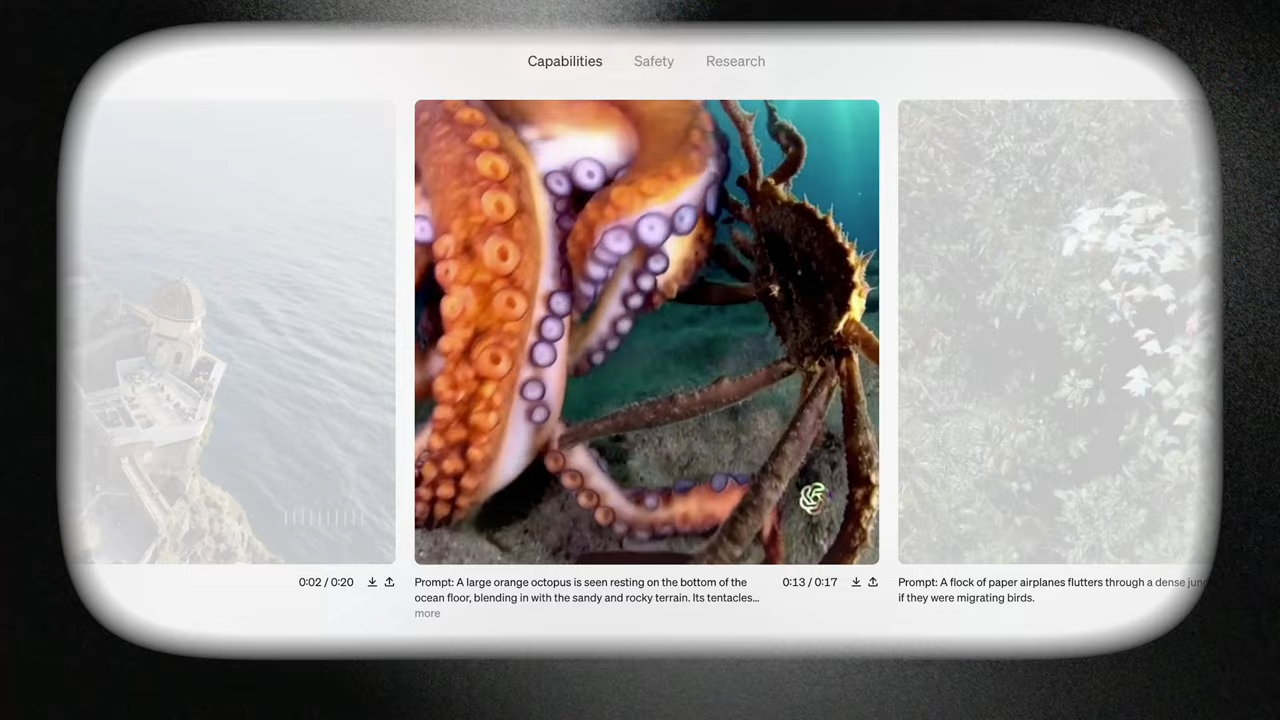 Capabilities Safety Research
0:02 / 0:20
Prompt: A large orange octopus is seen resting on the bottom of the
ocean floor, blending in with the sandy and rocky terrain. Its tentacles...
more
0:13 / 0:17
Prompt: A flock of paper airplanes flutters through a dense
if they were migrating birds.